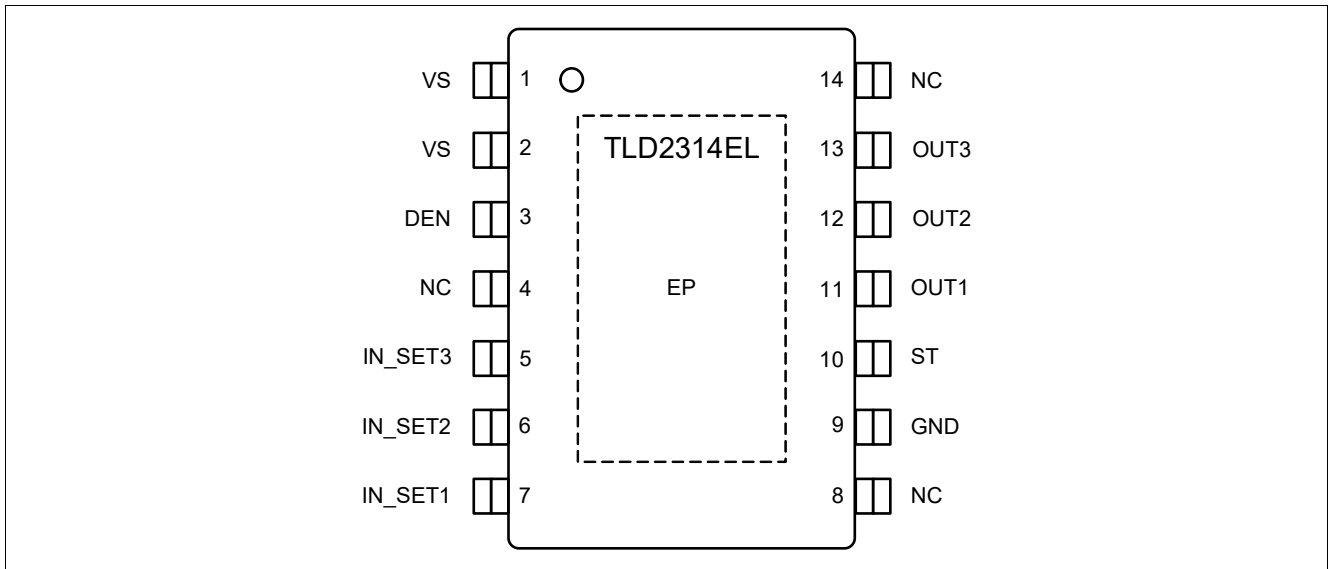 VS 1 14 NC
VS 2 TLD2314EL 13 OUT3
DEN 3 12 OUT2
NC 4 EP 11 OUT1
IN_SET3 5 10 ST
IN_SET2 6 9 GND
IN_SET1 7 8 NC